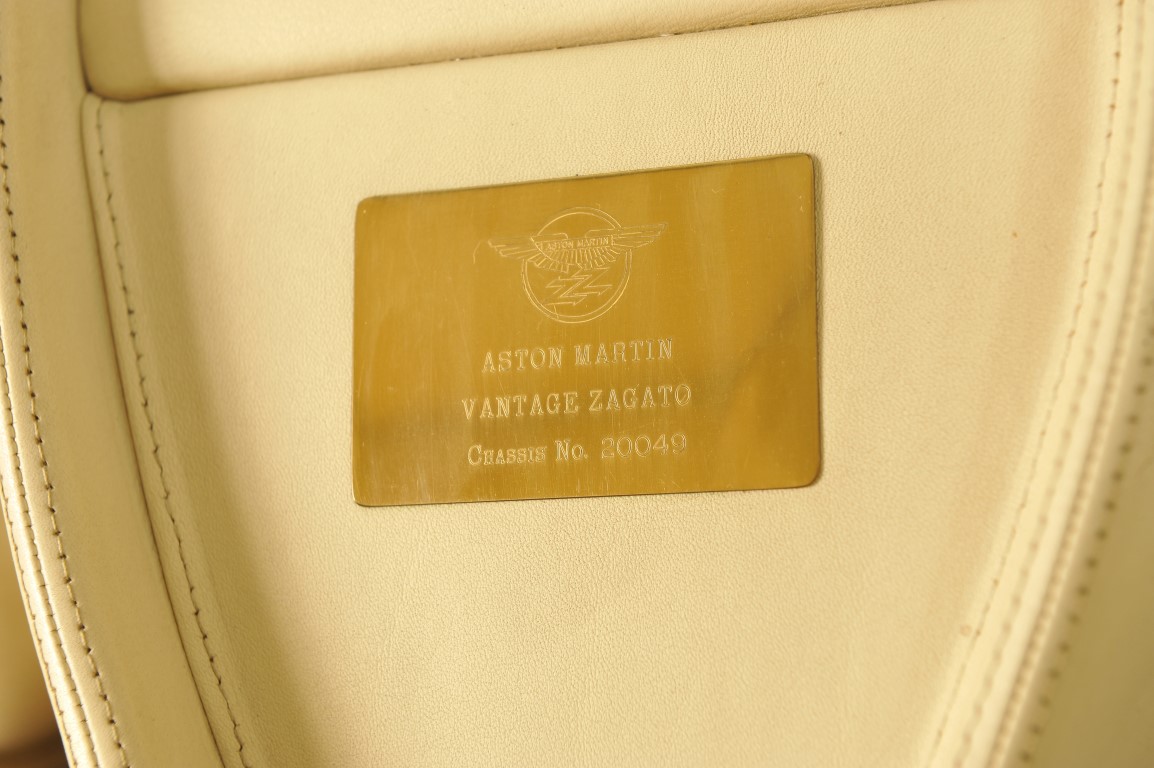 ASTON MARTIN
ASTON MARTIN
VANTAGE ZAGATO
CHASSIS NO. 20049